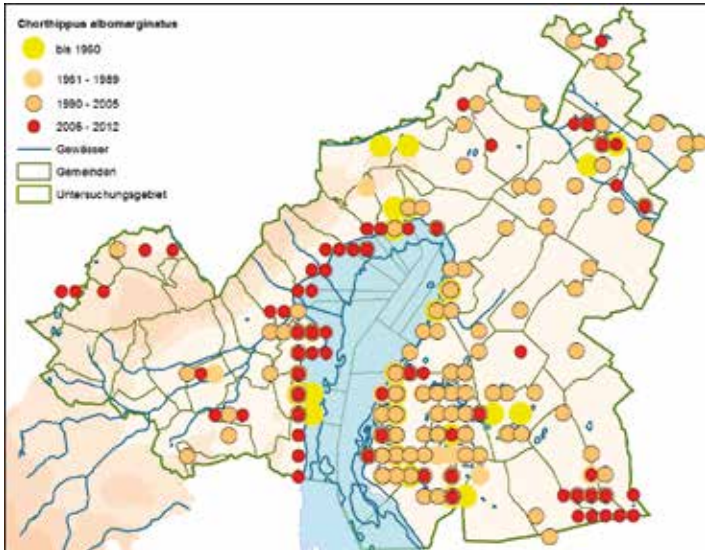 Chorthippus albomarginatus
bis 1960
1961 - 1989
1990 - 2005
2006 - 2012
Gewässer
Gemeinden
Untersuchungsgebiet